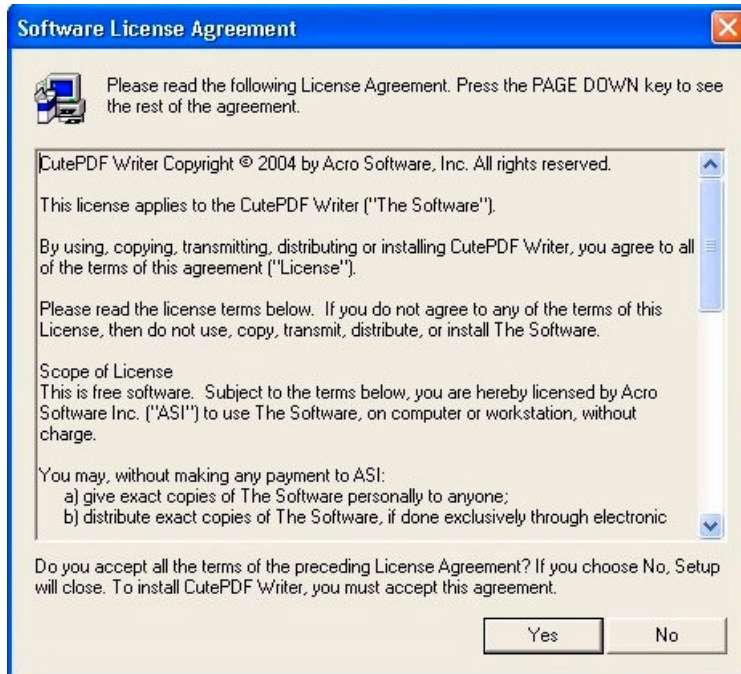 Software License Agreement
Please read the following License Agreement. Press the PAGE DOWN key to see
the rest of the agreement.
CutePDF Writer Copyright © 2004 by Acro Software, Inc. All rights reserved.
This license applies to the CutePDF Writer ("The Software").
By using, copying, transmitting, distributing or installing CutePDF Writer, you agree to all
of the terms of this agreement ("License").
Please read the license terms below.  If you do not agree to any of the terms of this
License, then do not use, copy, transmit, distribute, or install The Software.
Scope of License
This is free software.  Subject to the terms below, you are hereby licensed by Acro
Software Inc. ("ASI") to use The Software, on computer or workstation, without
charge.
You may, without making any payment to ASI:
a) give exact copies of The Software personally to anyone;
b) distribute exact copies of The Software, if done exclusively through electronic
Do you accept all the terms of the preceding License Agreement? If you choose No, Setup
will close. To install CutePDF Writer, you must accept this agreement.
Yes No